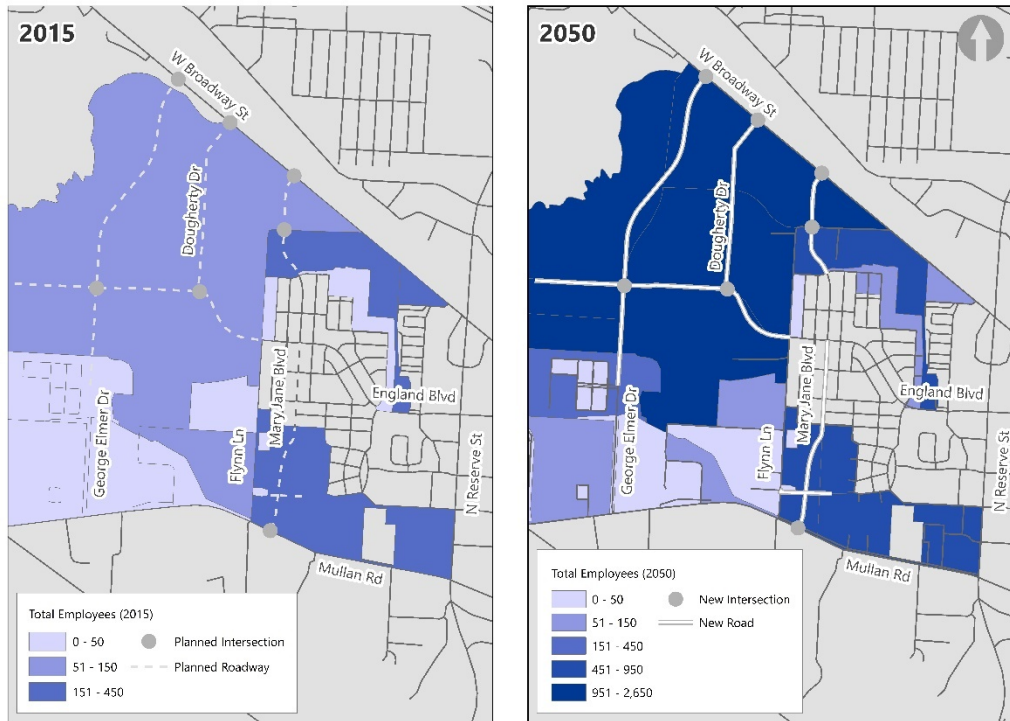 2015
W Broadway St
Dougherty Dr
Mary Jane Blvd
England Blvd
George Elmer Dr
Flynn Ln
N Reserve St
Mullan Rd
Total Employees (2015)
0 - 50
51 - 150
151 - 450
Planned Intersection
Planned Roadway
2050
W Broadway St
Dougherty Dr
Mary Jane Blvd
England Blvd
George Elmer Dr
Flynn Ln
N Reserve St
Mullan Rd
Total Employees (2050)
0 - 50
51 - 150
151 - 450
451 - 950
951 - 2,650
New Intersection
New Road